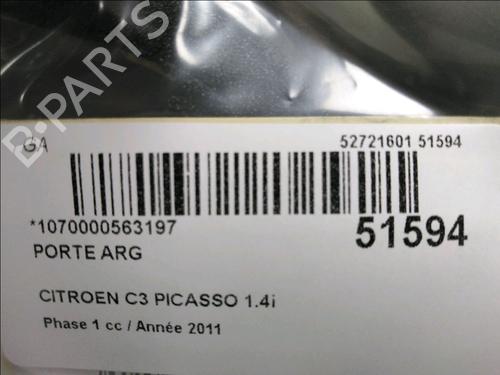 B-PARTS
GA
52721601 51594
*1070000563197
51594
PORTE ARG
CITROEN C3 PICASSO 1.4i
Phase 1 cc / Année 2011